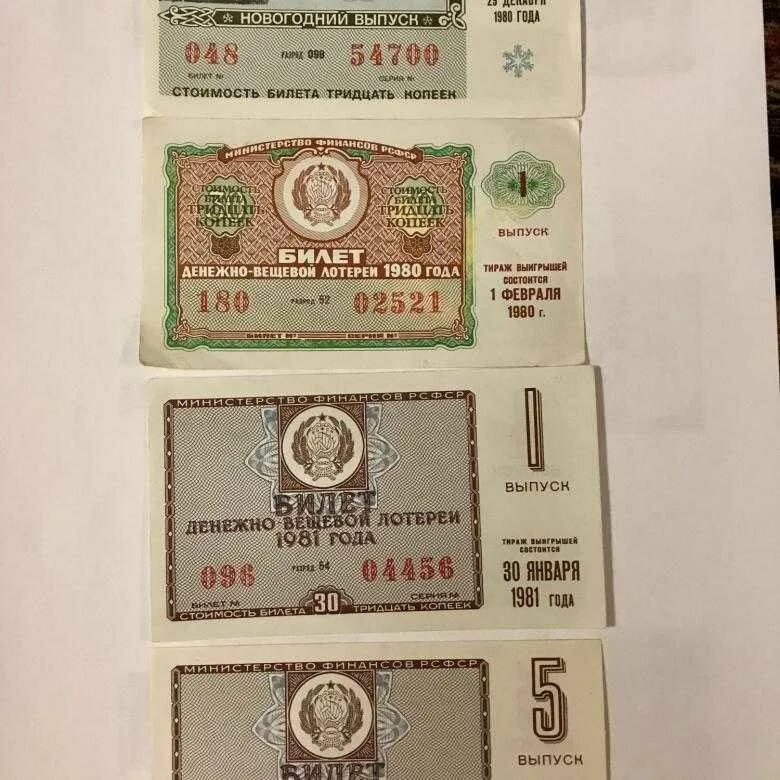 НОВОГОДНИЙ ВЫПУСК
29 ДЕКАБРЯ
1980 ГОДА
048 РАЗРЯД 099 54700
БИЛЕТ № СЕРИЯ №
СТОИМОСТЬ БИЛЕТА ТРИДЦАТЬ КОПЕЕК
МИНИСТЕРСТВО ФИНАНСОВ РСФСР
СТОИМОСТЬ БИЛЕТА ТРИДЦАТЬ КОПЕЕК
СТОИМОСТЬ БИЛЕТА ТРИДЦАТЬ КОПЕЕК
БИЛЕТ
ДЕНЕЖНО-ВЕЩЕВОЙ ЛОТЕРЕИ 1980 ГОДА
180 РАЗРЯД 52 02521
БИЛЕТ № СЕРИЯ №
1
ВЫПУСК
ТИРАЖ ВЫИГРЫШЕЙ
СОСТОИТСЯ
1 ФЕВРАЛЯ
1980 г.
МИНИСТЕРСТВО ФИНАНСОВ РСФСР
БИЛЕТ
ДЕНЕЖНО ВЕЩЕВОЙ ЛОТЕРЕИ
1981 ГОДА
096 РАЗРЯД 54 04456
БИЛЕТ № СЕРИЯ №
СТОИМОСТЬ БИЛЕТА 30 ТРИДЦАТЬ КОПЕЕК
1
ВЫПУСК
ТИРАЖ ВЫИГРЫШЕЙ
СОСТОИТСЯ
30 ЯНВАРЯ
1981 ГОДА
МИНИСТЕРСТВО ФИНАНСОВ РСФСР
БИЛЕТ
5
ВЫПУСК